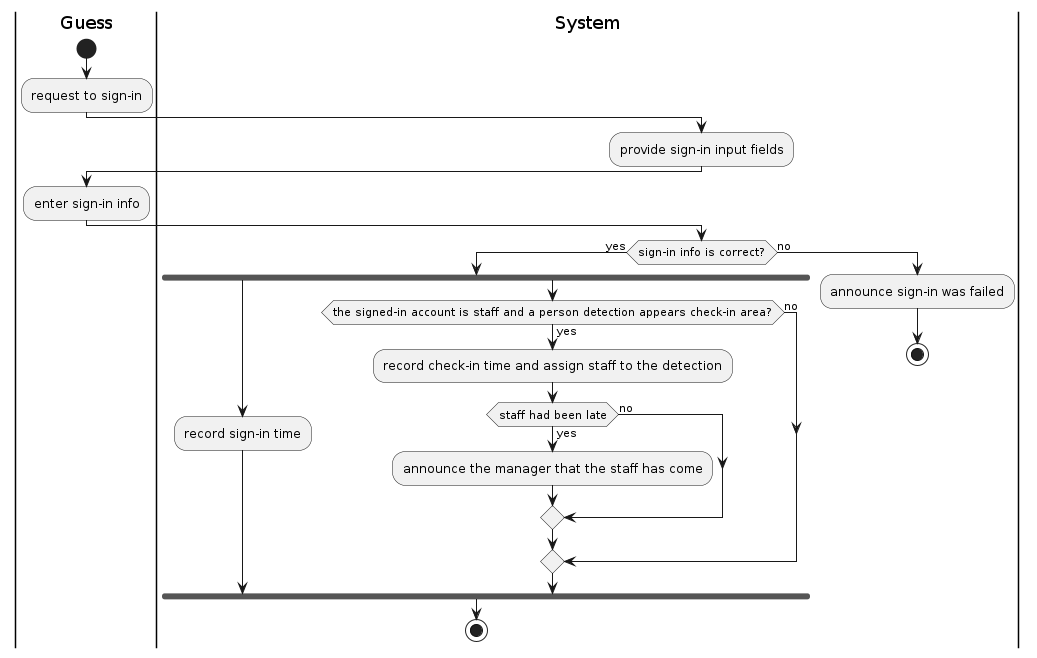 Guess
System
request to sign-in
provide sign-in input fields
enter sign-in info
yes
sign-in info is correct?
no
announce sign-in was failed
the signed-in account is staff and a person detection appears check-in area?
no
yes
record check-in time and assign staff to the detection
staff had been late
no
yes
record sign-in time
announce the manager that the staff has come